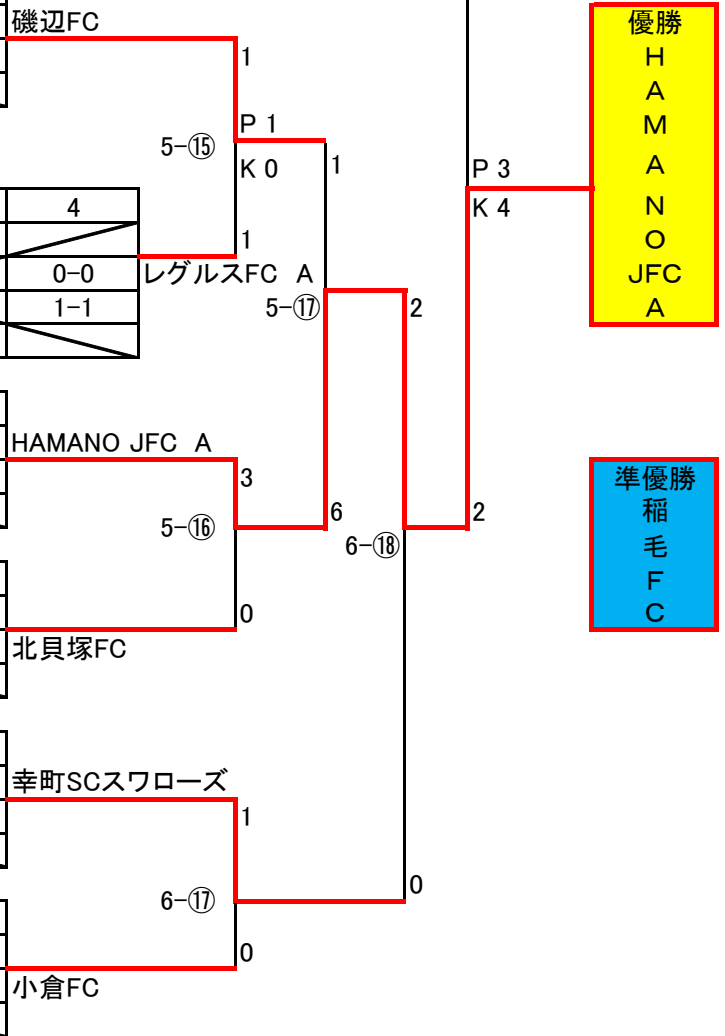 磯辺FC
1
P 1
5-⑮
K 0
1
1
4
0-0
1-1
レグルスFC A
5-⑰
2
P 3
K 4
優勝
H
A
M
A
N
O
JFC
A
HAMANO JFC A
3
5-⑯
6
0
北貝塚FC
6-⑱
2
準優勝
稲
毛
F
C
幸町SCスワローズ
1
6-⑰
0
0
小倉FC